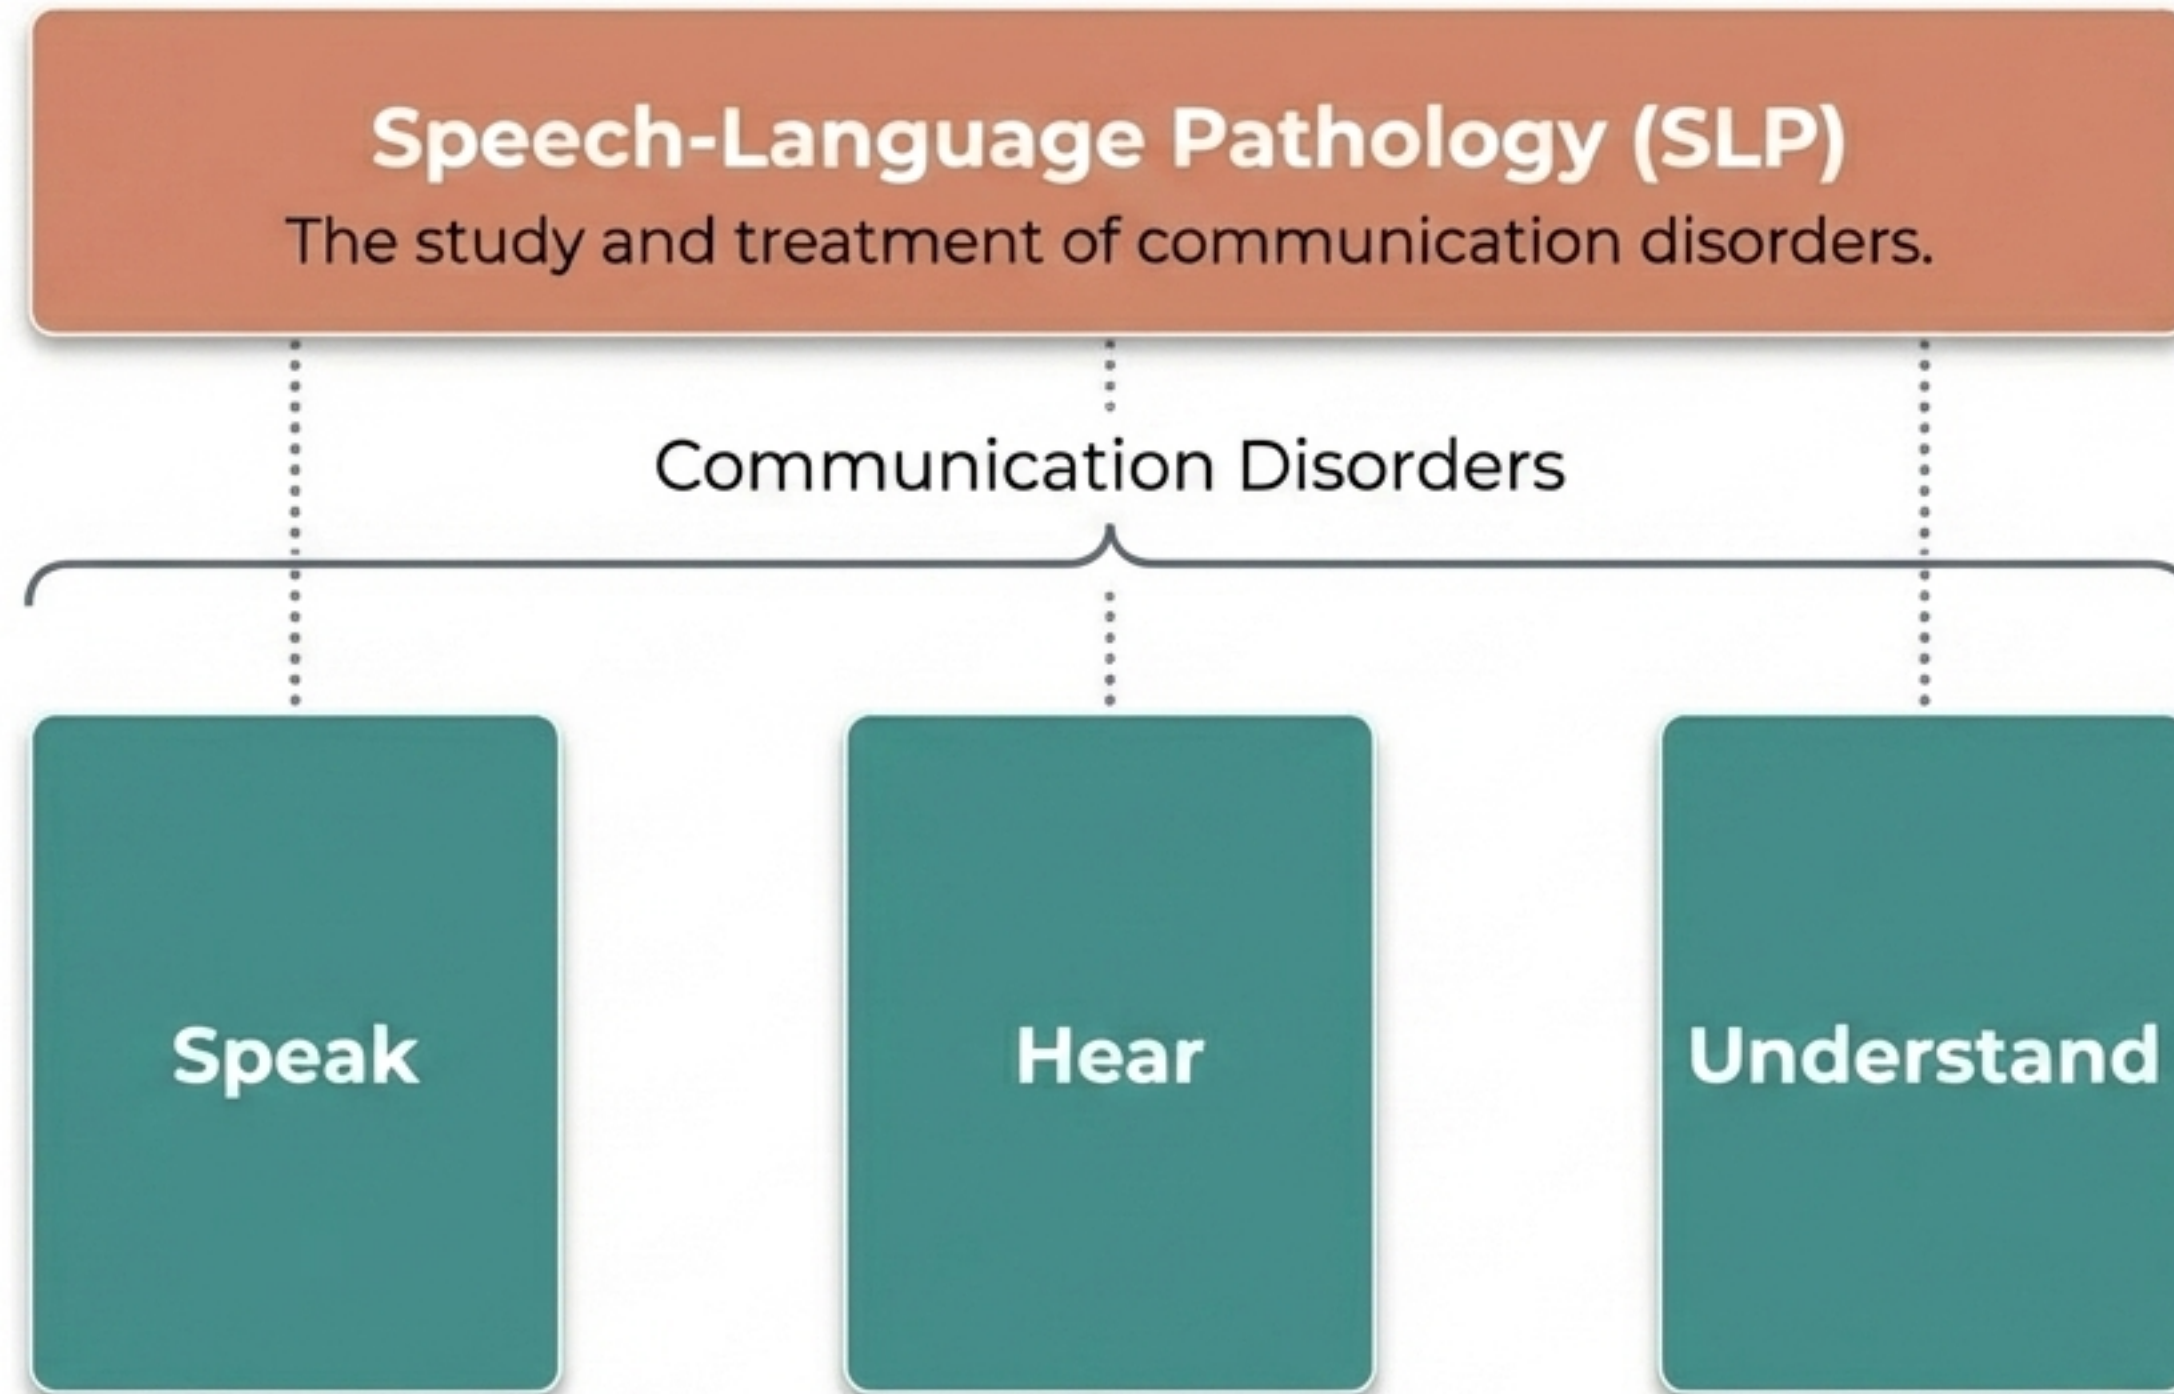 Speech-Language Pathology (SLP)
The study and treatment of communication disorders.
Communication Disorders
Speak
Hear
Understand